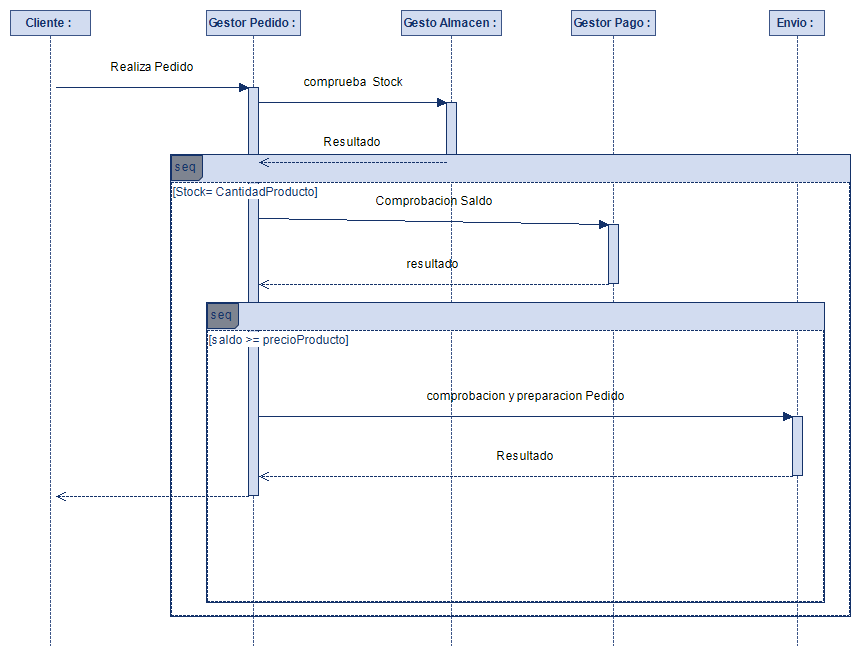 Cliente :
Gestor Pedido :
Gesto Almacen :
Gestor Pago :
Envio :
Realiza Pedido
comprueba Stock
Resultado
seq
[Stock= CantidadProducto]
Comprobacion Saldo
resultado
seq
[saldo >= precioProducto]
comprobacion y preparacion Pedido
Resultado